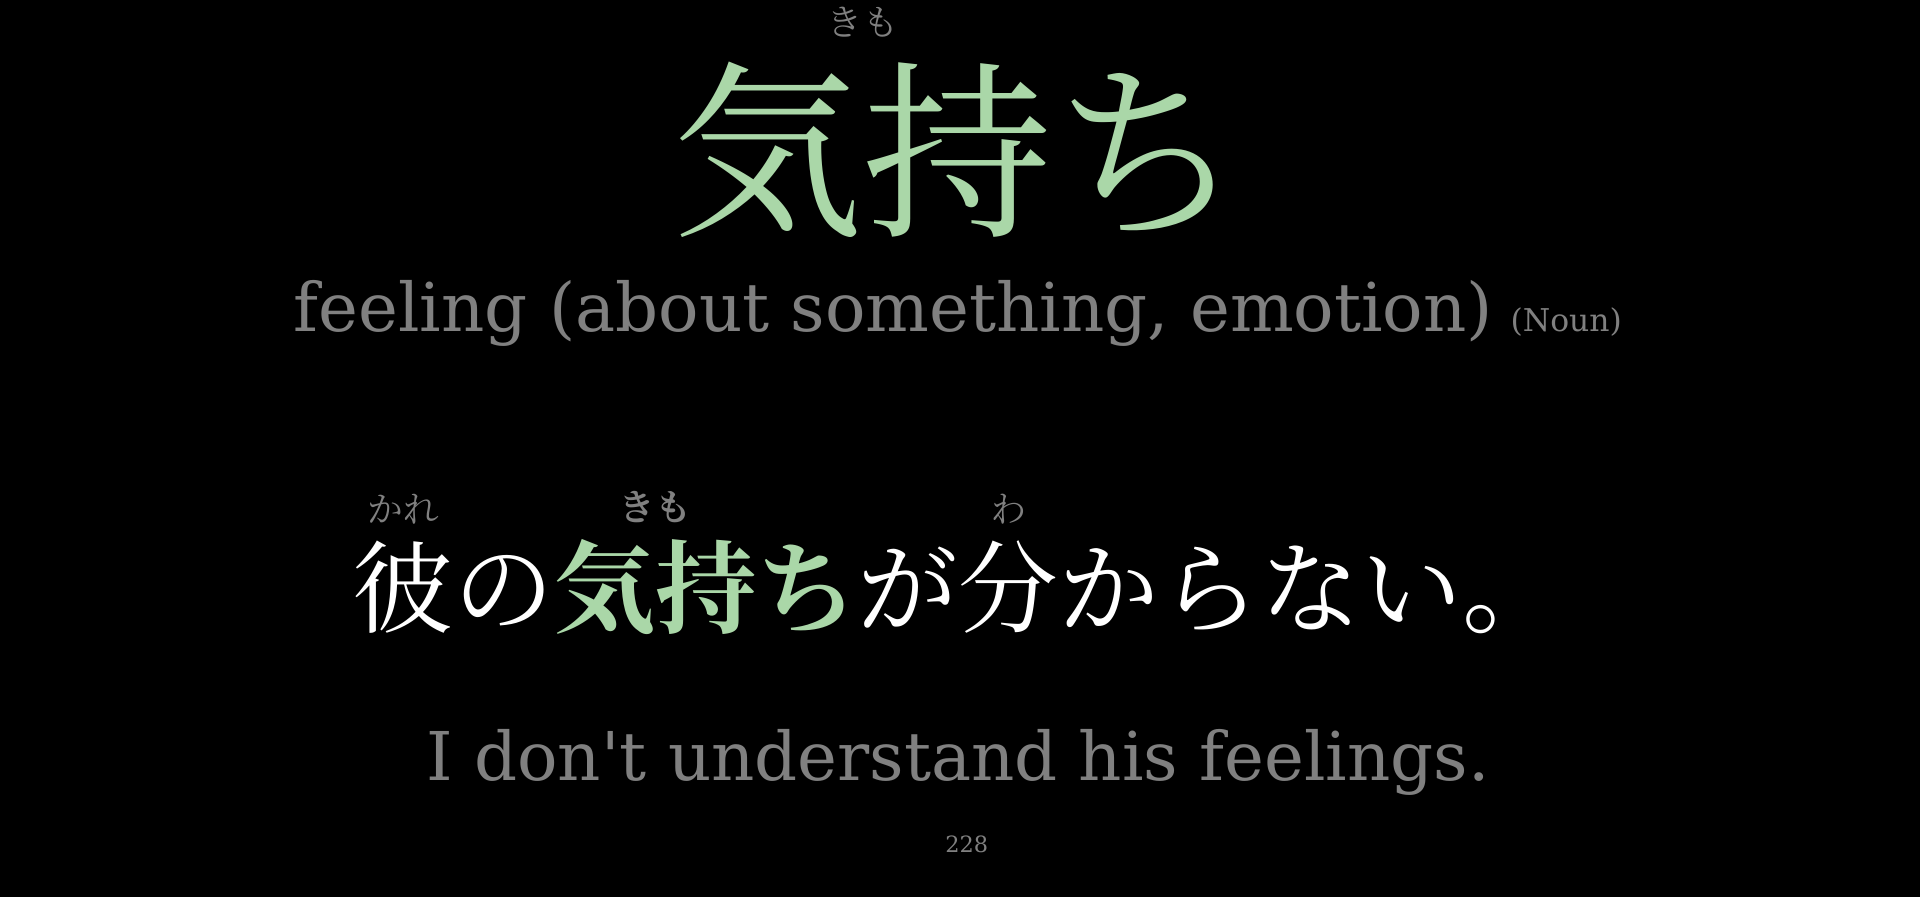 きも
気持ち
feeling (about something, emotion) (Noun)
かれ きも わ
彼の気持ちが分からない。
I don't understand his feelings.
228